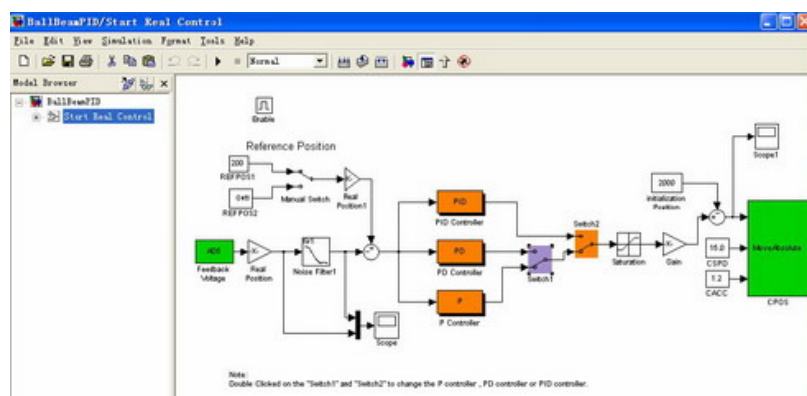 BallBeamPID/Start Real Control
File Edit View Simulation Format Tools Help
Normal
Model Browser
BallBeamPID
Start Real Control
Enable
Reference Position
200
REFPOS1
REFPOS2
Manual Switch
Real
Position1
AD5
Feedback
Voltage
Real
Position
Noise Filter1
PID
PID Controller
PD
PD Controller
P
P Controller
Scope
Switch1
Switch2
Saturation
Gain
2000
Initialization
Position
Scope1
15.0
CSPD
1.2
CACC
MoveAbsolute
CPOS
Note:
Double Clicked on the "Switch1" and "Switch2" to change the P controller , PD controller or PID controller.